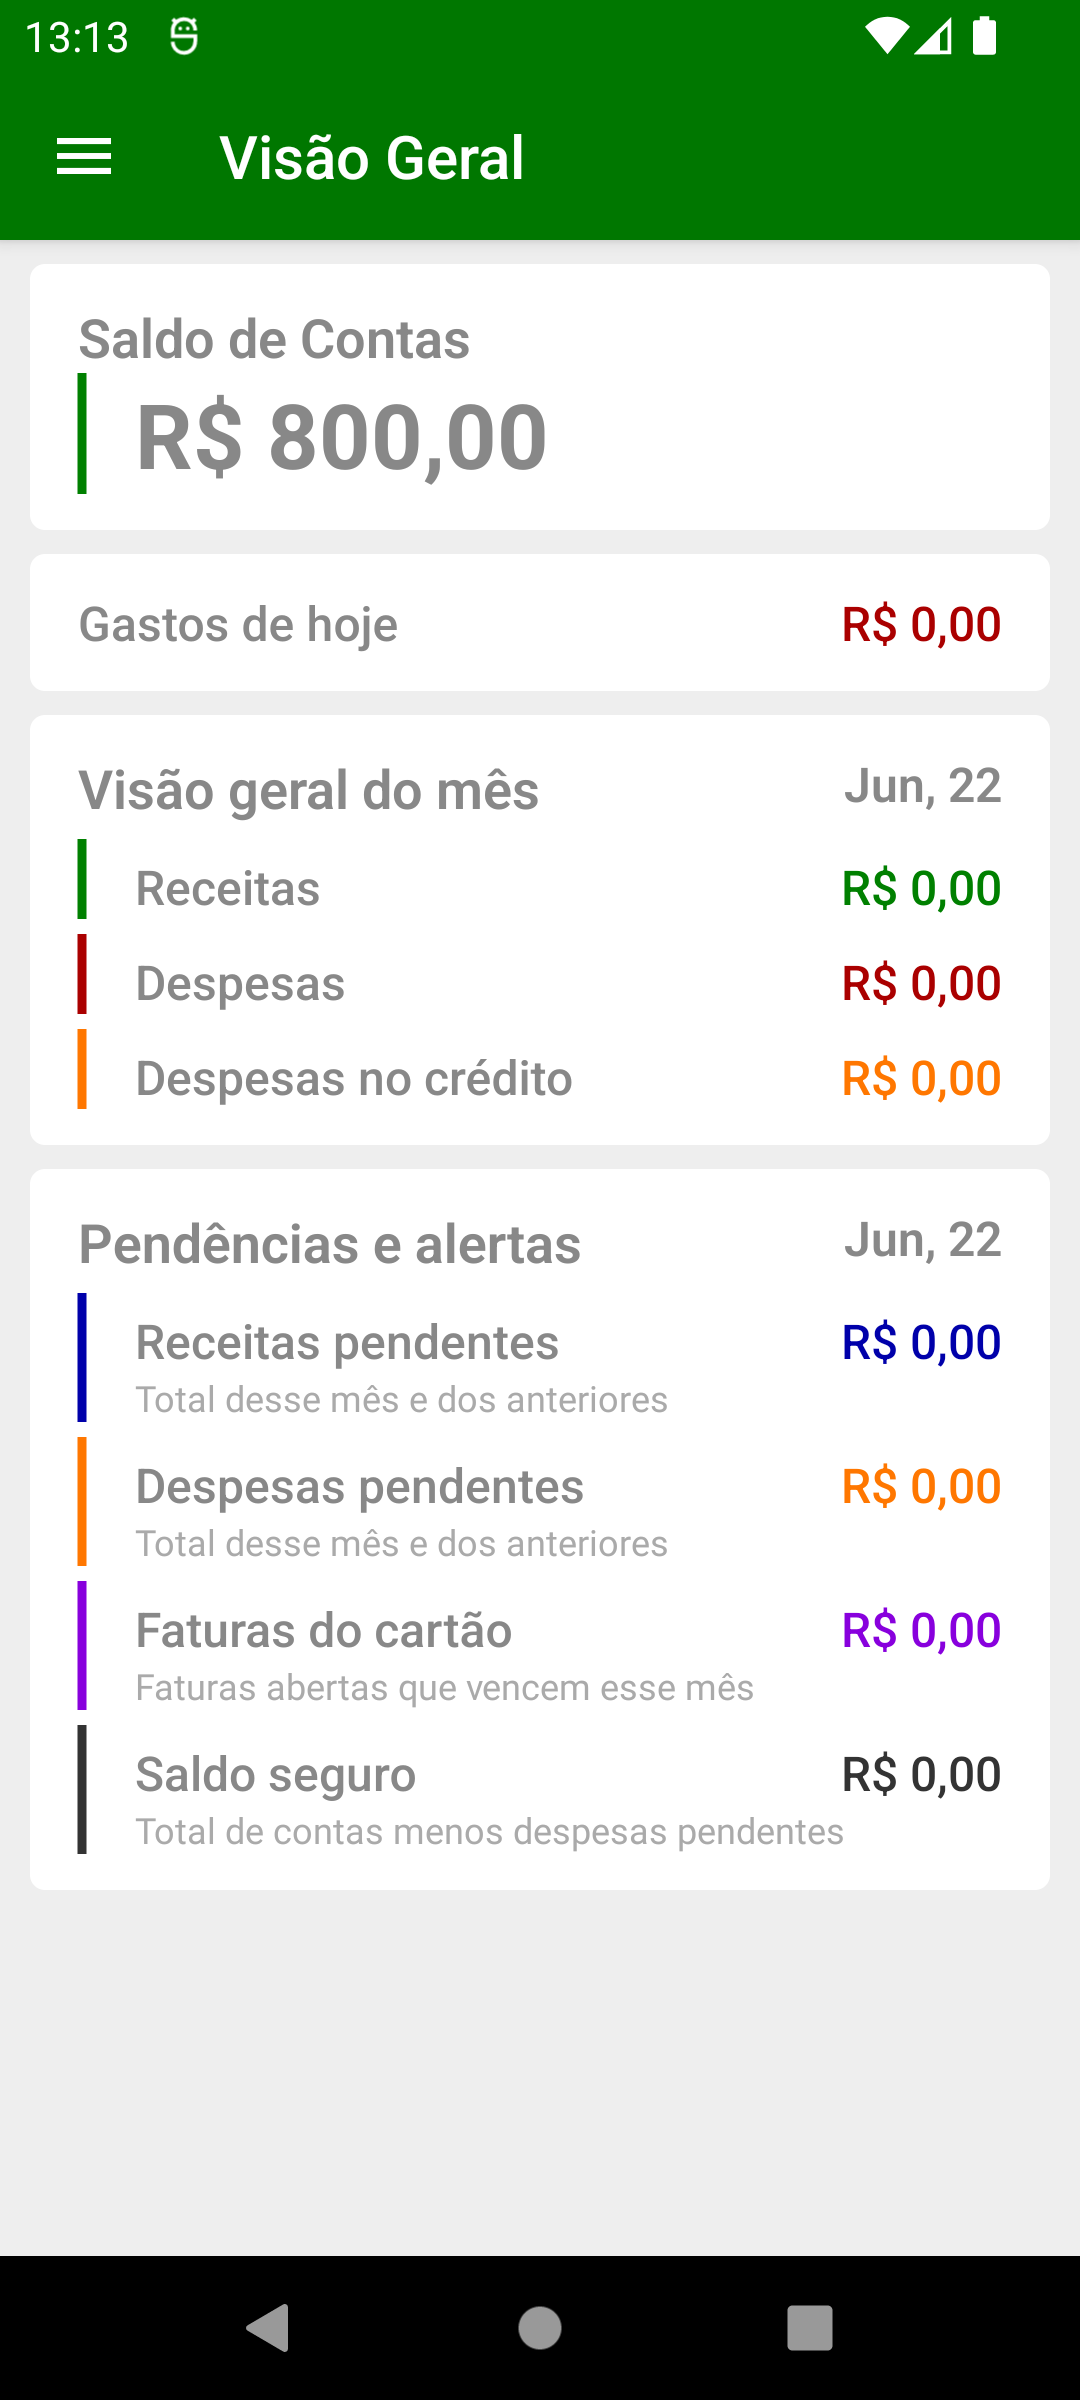 13:13
Visão Geral
Saldo de Contas
R$ 800,00
Gastos de hoje R$ 0,00
Visão geral do mês Jun, 22
Receitas R$ 0,00
Despesas R$ 0,00
Despesas no crédito R$ 0,00
Pendências e alertas Jun, 22
Receitas pendentes R$ 0,00
Total desse mês e dos anteriores
Despesas pendentes R$ 0,00
Total desse mês e dos anteriores
Faturas do cartão R$ 0,00
Faturas abertas que vencem esse mês
Saldo seguro R$ 0,00
Total de contas menos despesas pendentes